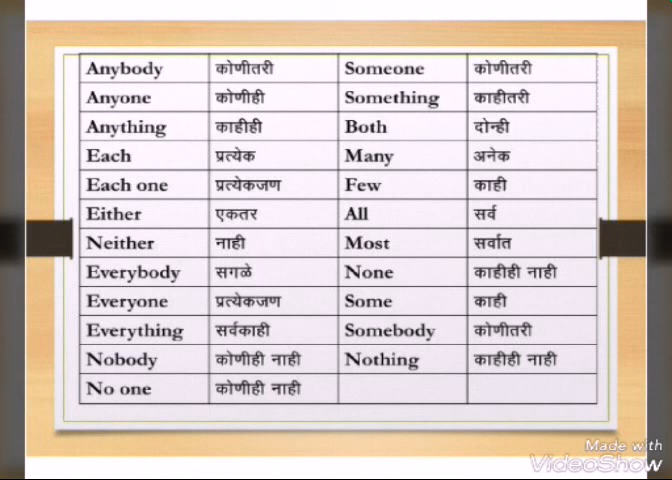 Anybody कोणीतरी Someone कोणीतरी
Anyone कोणीही Something काहीतरी
Anything काहीही Both दोन्ही
Each प्रत्येक Many अनेक
Each one प्रत्येकजण Few काही
Either एकतर All सर्व
Neither नाही Most सर्वात
Everybody सगळे None काहीही नाही
Everyone प्रत्येकजण Some काही
Everything सर्वकाही Somebody कोणीतरी
Nobody कोणीही नाही Nothing काहीही नाही
No one कोणीही नाही
Made with
VideoShow